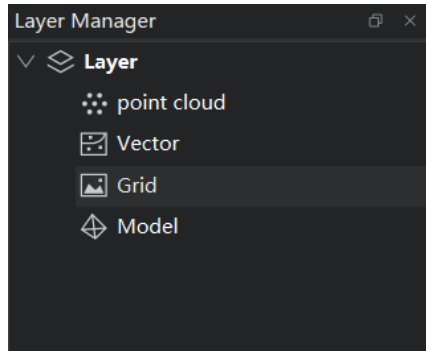 Layer Manager
Layer
point cloud
Vector
Grid
Model